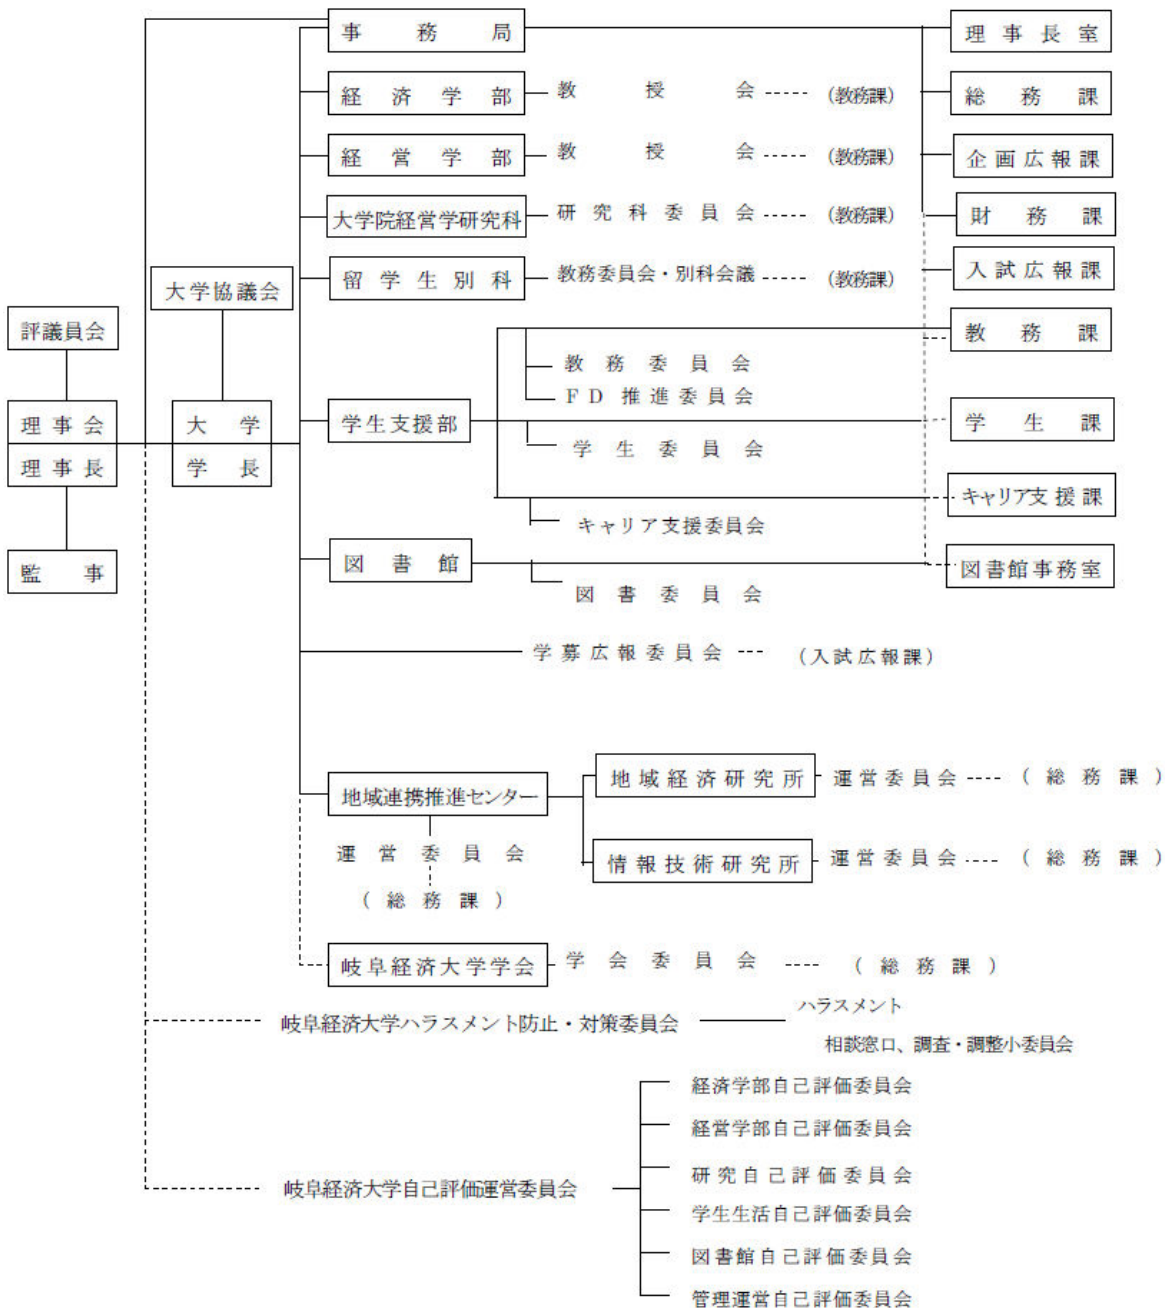 事務局
理事長室
経済学部
教授会
(教務課)
総務課
経営学部
教授会
(教務課)
企画広報課
大学院経営学研究科
研究科委員会
(教務課)
財務課
留学生別科
教務委員会・別科会議
(教務課)
入試広報課
大学協議会
評議員会
教務課
教務委員会
FD推進委員会
理事会
理事長
大学
学長
学生支援部
学生課
学生委員会
キャリア支援課
キャリア支援委員会
監事
図書館
図書館事務室
図書委員会
学募広報委員会
(入試広報課)
地域連携推進センター
地域経済研究所
運営委員会
(総務課)
運営委員会
(総務課)
情報技術研究所
運営委員会
(総務課)
岐阜経済大学学会
学会委員会
(総務課)
岐阜経済大学ハラスメント防止・対策委員会
ハラスメント
相談窓口、調査・調整小委員会
岐阜経済大学自己評価運営委員会
経済学部自己評価委員会
経営学部自己評価委員会
研究自己評価委員会
学生生活自己評価委員会
図書館自己評価委員会
管理運営自己評価委員会